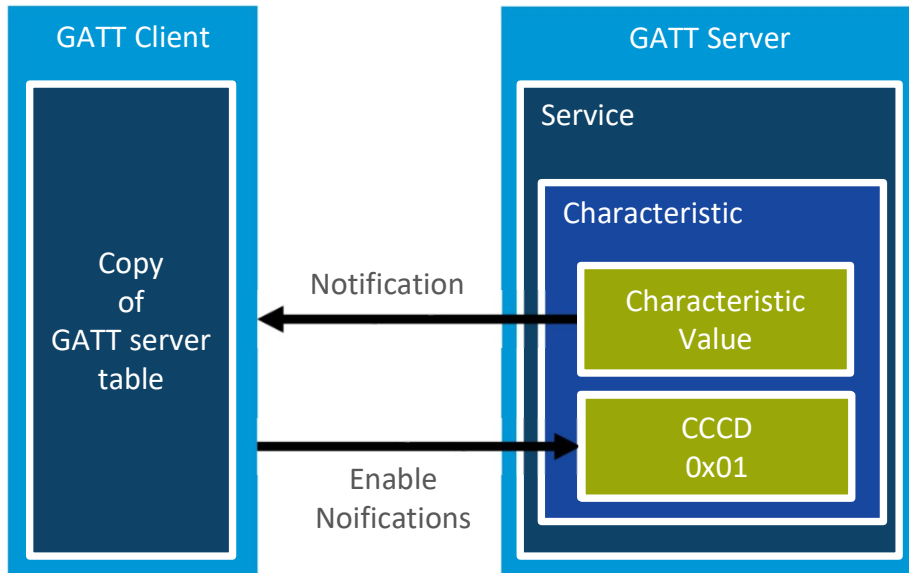 GATT Client
Copy
of
GATT server
table
Notification
Enable
Noifications
GATT Server
Service
Characteristic
Characteristic
Value
CCCD
0x01